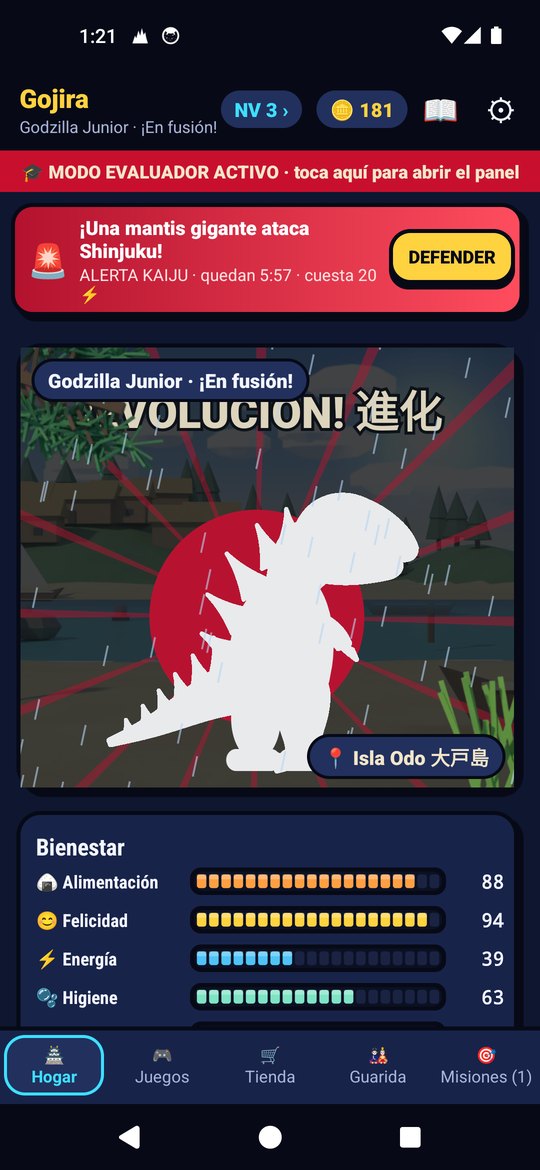 1:21
Gojira
Godzilla Junior · ¡En fusión!
NV 3 ›
181
MODO EVALUADOR ACTIVO · toca aquí para abrir el panel
¡Una mantis gigante ataca
Shinjuku!
ALERTA KAIJU · quedan 5:57 · cuesta 20
DEFENDER
Godzilla Junior · ¡En fusión!
VOLUCIÓN! 進化
Isla Odo 大戸島
Bienestar
Alimentación 88
Felicidad 94
Energía 39
Higiene 63
Hogar
Juegos
Tienda
Guarida
Misiones (1)